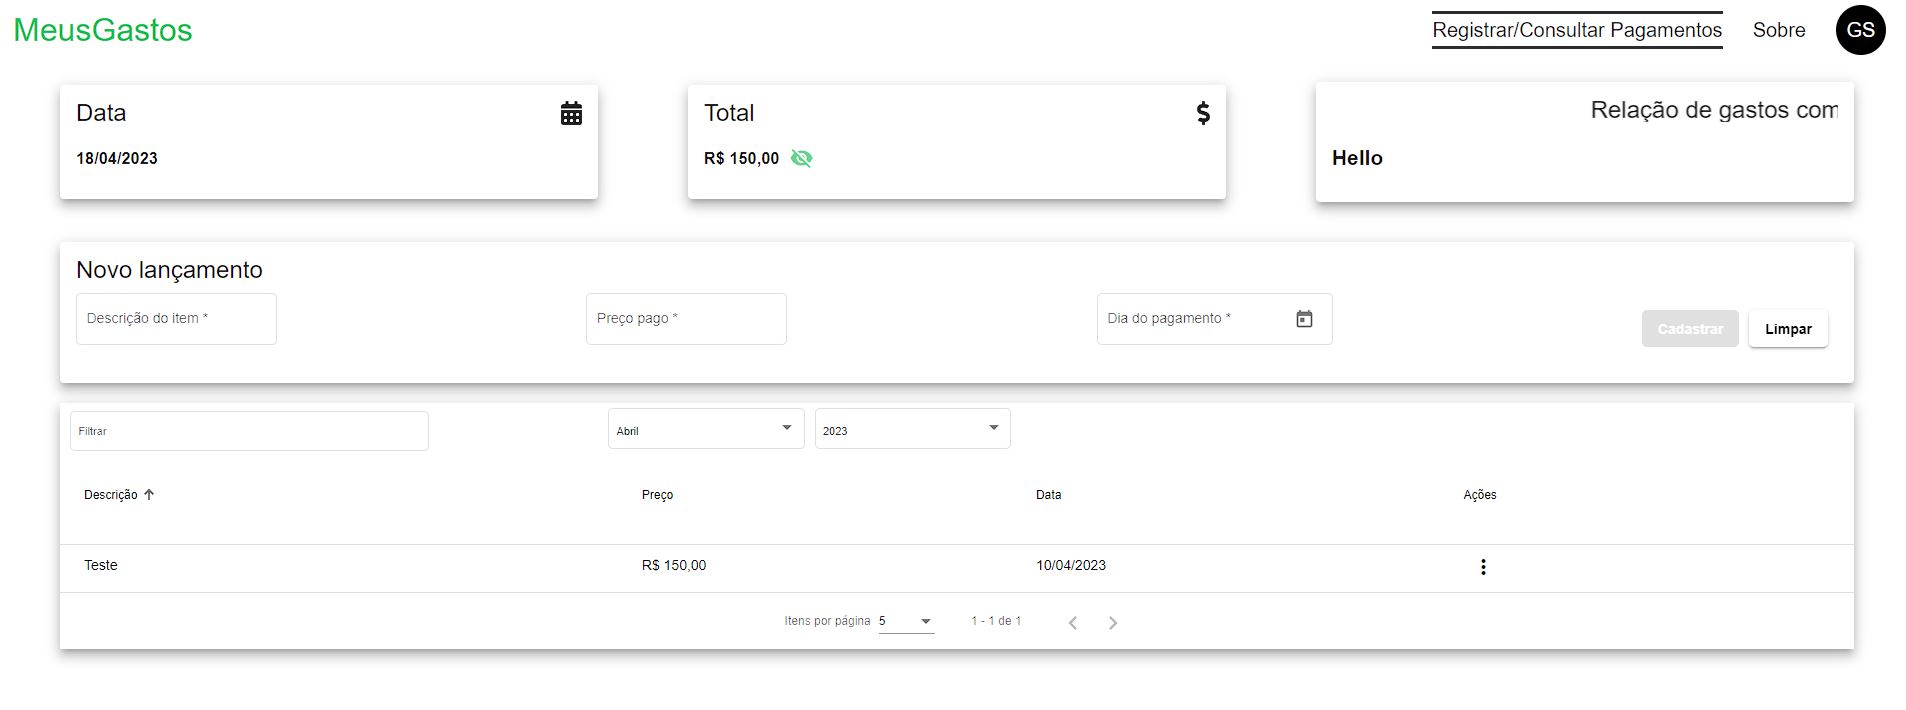 MeusGastos
Registrar/Consultar Pagamentos
Sobre
GS
Data
18/04/2023
Total
R$ 150,00
Relação de gastos com
Hello
Novo lançamento
Descrição do item *
Preço pago *
Dia do pagamento *
Cadastrar
Limpar
Filtrar
Abril
2023
Descrição
Preço
Data
Ações
Teste
R$ 150,00
10/04/2023
Itens por página
5
1 - 1 de 1